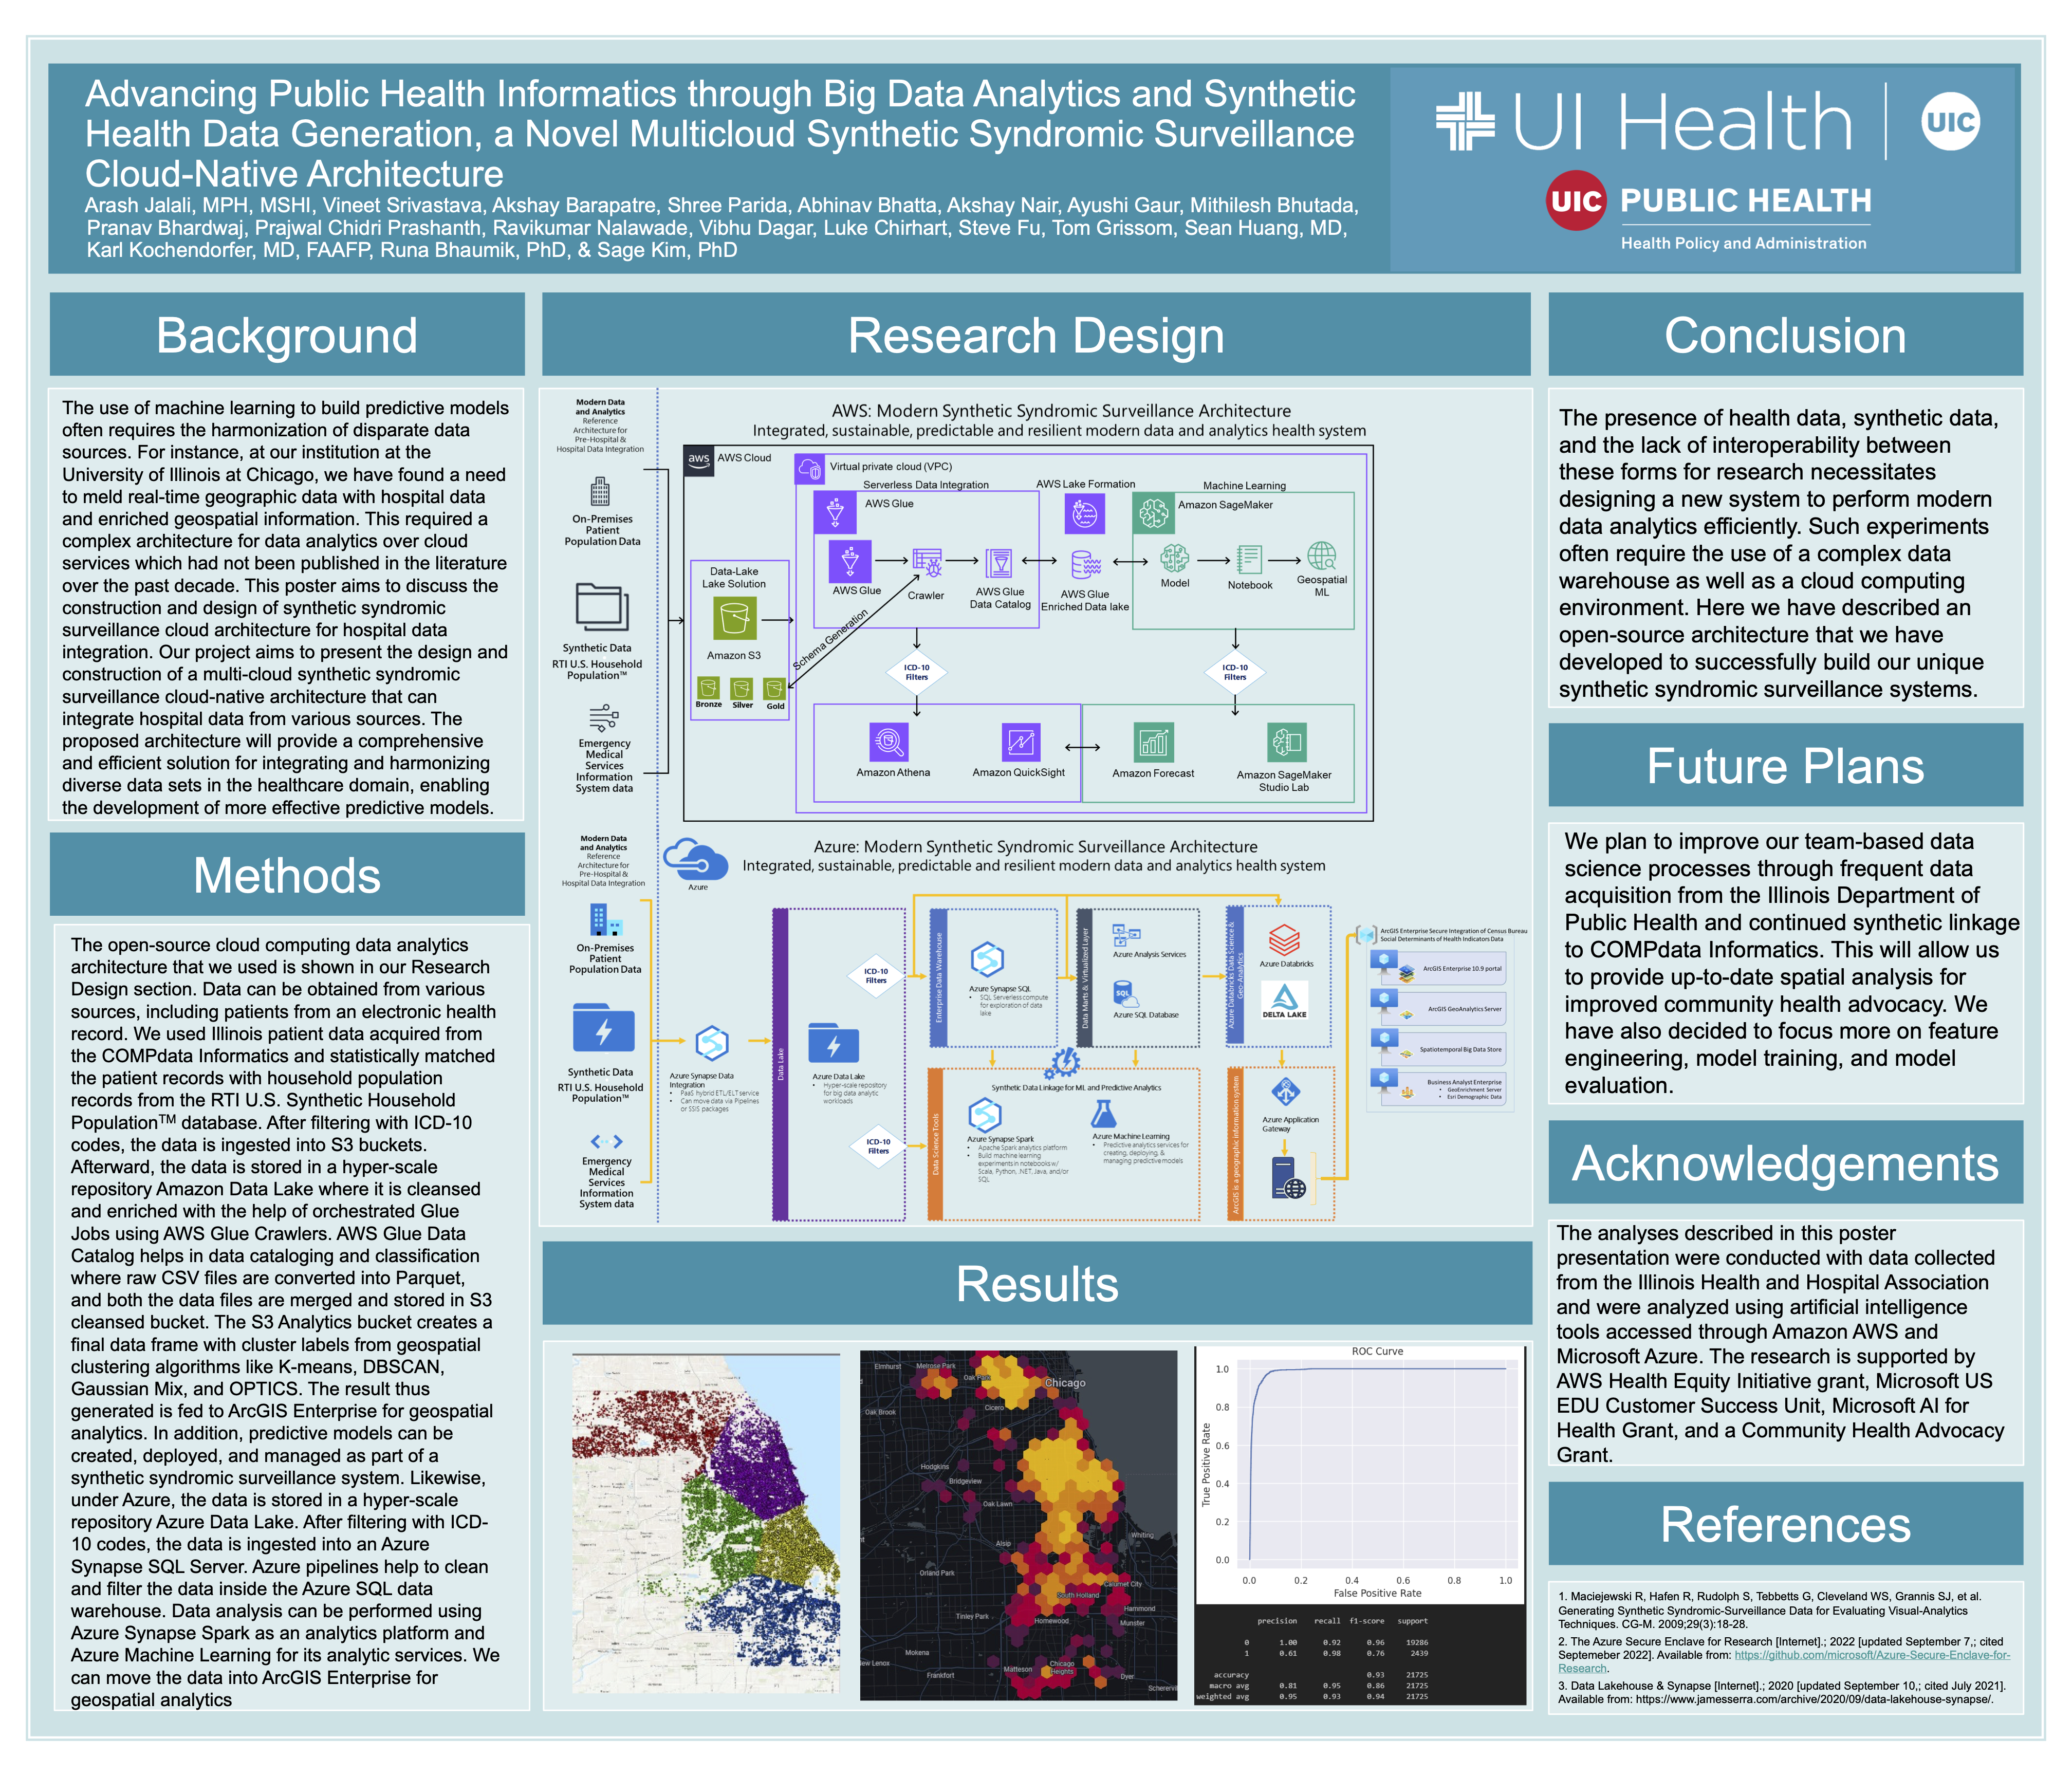 Advancing Public Health Informatics through Big Data Analytics and Synthetic
Health Data Generation, a Novel Multicloud Synthetic Syndromic Surveillance
Cloud-Native Architecture
Arash Jalali, MPH, MSHI, Vineet Srivastava, Akshay Barapatre, Shree Parida, Abhinav Bhatta, Akshay Nair, Ayushi Gaur, Mithilesh Bhutada,
Pranav Bhardwaj, Prajwal Chidri Prashanth, Ravikumar Nalawade, Vibhu Dagar, Luke Chirhart, Steve Fu, Tom Grissom, Sean Huang, MD,
Karl Kochendorfer, MD, FAAFP, Runa Bhaumik, PhD, & Sage Kim, PhD
UI Health
UIC
UIC PUBLIC HEALTH
Health Policy and Administration
Background
The use of machine learning to build predictive models
often requires the harmonization of disparate data
sources. For instance, at our institution at the
University of Illinois at Chicago, we have found a need
to meld real-time geographic data with hospital data
and enriched geospatial information. This required a
complex architecture for data analytics over cloud
services which had not been published in the literature
over the past decade. This poster aims to discuss the
construction and design of synthetic syndromic
surveillance cloud architecture for hospital data
integration. Our project aims to present the design and
construction of a multi-cloud synthetic syndromic
surveillance cloud-native architecture that can
integrate hospital data from various sources. The
proposed architecture will provide a comprehensive
and efficient solution for integrating and harmonizing
diverse data sets in the healthcare domain, enabling
the development of more effective predictive models.
Methods
The open-source cloud computing data analytics
architecture that we used is shown in our Research
Design section. Data can be obtained from various
sources, including patients from an electronic health
record. We used Illinois patient data acquired from
the COMPdata Informatics and statistically matched
the patient records with household population
records from the RTI U.S. Synthetic Household
Population™ database. After filtering with ICD-10
codes, the data is ingested into S3 buckets.
Afterward, the data is stored in a hyper-scale
repository Amazon Data Lake where it is cleansed
and enriched with the help of orchestrated Glue
Jobs using AWS Glue Crawlers. AWS Glue Data
Catalog helps in data cataloging and classification
where raw CSV files are converted into Parquet,
and both the data files are merged and stored in S3
cleansed bucket. The S3 Analytics bucket creates a
final data frame with cluster labels from geospatial
clustering algorithms like K-means, DBSCAN,
Gaussian Mix, and OPTICS. The result thus
generated is fed to ArcGIS Enterprise for geospatial
analytics. In addition, predictive models can be
created, deployed, and managed as part of a
synthetic syndromic surveillance system. Likewise,
under Azure, the data is stored in a hyper-scale
repository Azure Data Lake. After filtering with ICD-
10 codes, the data is ingested into an Azure
Synapse SQL Server. Azure pipelines help to clean
and filter the data inside the Azure SQL data
warehouse. Data analysis can be performed using
Azure Synapse Spark as an analytics platform and
Azure Machine Learning for its analytic services. We
can move the data into ArcGIS Enterprise for
geospatial analytics
Research Design
Modern Data
and Analytics
Reference
Architecture for
Pre-Hospital &
Hospital Data Integration
On-Premises
Patient
Population Data
Synthetic Data
RTI U.S. Household
Population™
Emergency
Medical
Services
Information
System data
AWS: Modern Synthetic Syndromic Surveillance Architecture
Integrated, sustainable, predictable and resilient modern data and analytics health system
aws
AWS Cloud
Virtual private cloud (VPC)
Serverless Data Integration
AWS Lake Formation
Machine Learning
AWS Glue
Amazon SageMaker
Data-Lake
Lake Solution
Amazon S3
Bronze
Silver
Gold
Schema Generation
AWS Glue
Crawler
AWS Glue
Data Catalog
AWS Glue
Enriched Data lake
Model
Notebook
Geospatial
ML
ICD-10
Filters
ICD-10
Filters
Amazon Athena
Amazon QuickSight
Amazon Forecast
Amazon SageMaker
Studio Lab
Modern Data
and Analytics
Reference
Architecture for
Pre-Hospital &
Hospital Data Integration
Azure
Azure: Modern Synthetic Syndromic Surveillance Architecture
Integrated, sustainable, predictable and resilient modern data and analytics health system
On-Premises
Patient
Population Data
Synthetic Data
RTI U.S. Household
Population™
Emergency
Medical
Services
Information
System data
Azure Synapse Data
Integration
• PaaS hybrid ETL/ELT service
• Can move data via Pipelines
or SSIS packages
Data Lake
Azure Data Lake
• Hyper-scale repository
for big data analytic
workloads
ICD-10
Filters
ICD-10
Filters
Enterprise Data Warehouse
Azure Synapse SQL
• SQL Serverless compute
for exploration of data
lake
Data Marts & Virtualized Layer
Azure Analysis Services
SQL
Azure SQL Database
Azure Databricks Data Science &
Geo-Analytics
Azure Databricks
DELTA LAKE
Data Science Tools
Synthetic Data Linkage for ML and Predictive Analytics
Azure Synapse Spark
• Apache Spark analytics platform
• Build machine learning
experiments in notebooks w/
Scala, Python, .NET, Java, and/or
SQL
Azure Machine Learning
• Predictive analytics services for
creating, deploying, &
managing predictive models
ArcGIS is a geographic information system
Azure Application
Gateway
ArcGIS Enterprise Secure Integration of Census Bureau
Social Determinants of Health Indicators Data
ArcGIS Enterprise 10.9 portal
ArcGIS GeoAnalytics Server
Spatiotemporal Big Data Store
Business Analyst Enterprise
• GeoEnrichment Server
• Esri Demographic Data
Results
Elmhurst
Melrose Park
Oak Park
Chicago
Oak Brook
Cicero
Hodgkins
Bridgeview
Oak Lawn
Whiting
Alsip
Orland Park
Calumet City
South Holland
Hammond
Tinley Park
Homewood
Munster
Mokena
ew Lenox
Frankfort
Matteson
Chicago
Heights
Dyer
Scherervill
ROC Curve
True Positive Rate
1.0
0.8
0.6
0.4
0.2
0.0
0.0 0.2 0.4 0.6 0.8 1.0
False Positive Rate
precision recall f1-score support
0 1.00 0.92 0.96 19286
1 0.61 0.98 0.76 2439
accuracy 0.93 21725
macro avg 0.81 0.95 0.86 21725
weighted avg 0.95 0.93 0.94 21725
Conclusion
The presence of health data, synthetic data,
and the lack of interoperability between
these forms for research necessitates
designing a new system to perform modern
data analytics efficiently. Such experiments
often require the use of a complex data
warehouse as well as a cloud computing
environment. Here we have described an
open-source architecture that we have
developed to successfully build our unique
synthetic syndromic surveillance systems.
Future Plans
We plan to improve our team-based data
science processes through frequent data
acquisition from the Illinois Department of
Public Health and continued synthetic linkage
to COMPdata Informatics. This will allow us
to provide up-to-date spatial analysis for
improved community health advocacy. We
have also decided to focus more on feature
engineering, model training, and model
evaluation.
Acknowledgements
The analyses described in this poster
presentation were conducted with data collected
from the Illinois Health and Hospital Association
and were analyzed using artificial intelligence
tools accessed through Amazon AWS and
Microsoft Azure. The research is supported by
AWS Health Equity Initiative grant, Microsoft US
EDU Customer Success Unit, Microsoft AI for
Health Grant, and a Community Health Advocacy
Grant.
References
1. Maciejewski R, Hafen R, Rudolph S, Tebbetts G, Cleveland WS, Grannis SJ, et al.
Generating Synthetic Syndromic-Surveillance Data for Evaluating Visual-Analytics
Techniques. CG-M. 2009;29(3):18-28.
2. The Azure Secure Enclave for Research [Internet].; 2022 [updated September 7,; cited
Septemeber 2022]. Available from: https://github.com/microsoft/Azure-Secure-Enclave-for-
Research.
3. Data Lakehouse & Synapse [Internet].; 2020 [updated September 10,; cited July 2021].
Available from: https://www.jamesserra.com/archive/2020/09/data-lakehouse-synapse/.